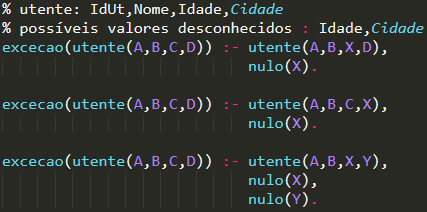 % utente: IdUt,Nome,Idade,Cidade
% possíveis valores desconhecidos : Idade,Cidade
excecao(utente(A,B,C,D)) :- utente(A,B,X,D),
nulo(X).
excecao(utente(A,B,C,D)) :- utente(A,B,C,X),
nulo(X).
excecao(utente(A,B,C,D)) :- utente(A,B,X,Y),
nulo(X),
nulo(Y).